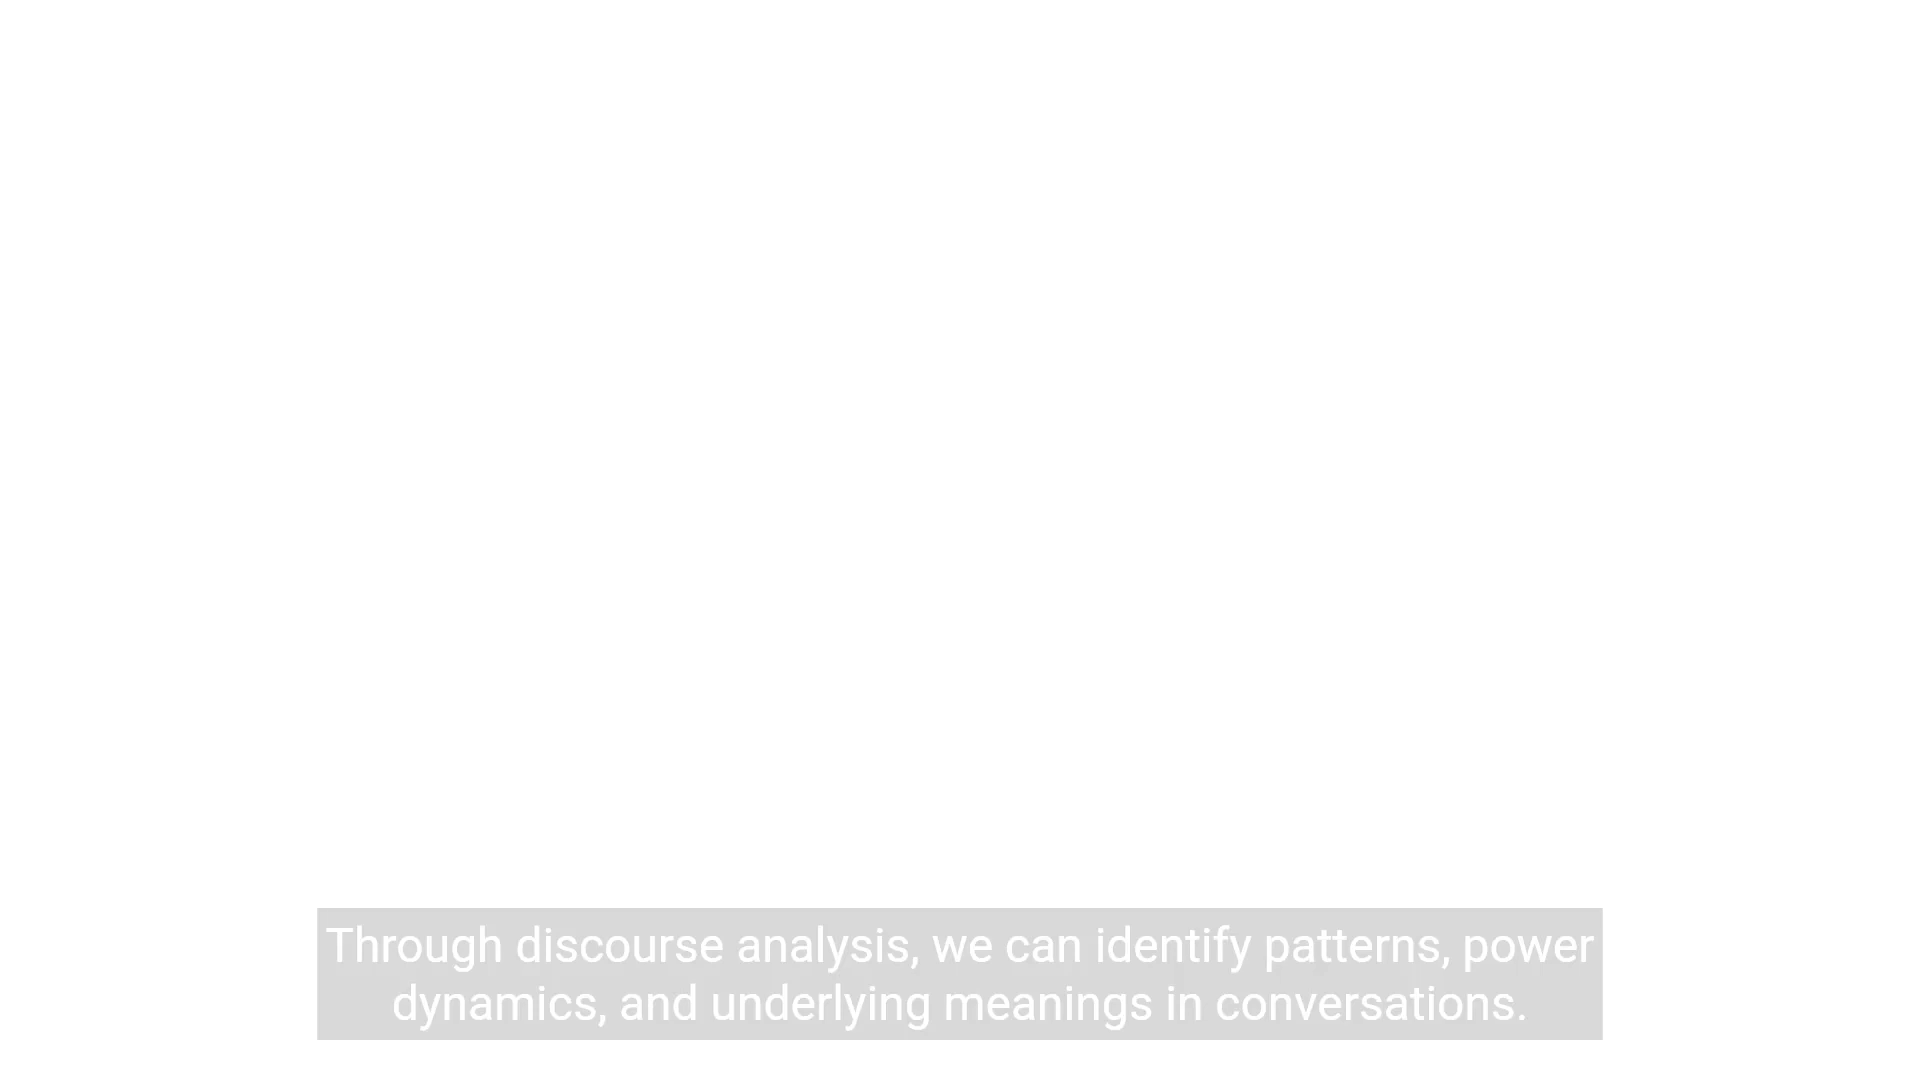 Through discourse analysis, we can identify patterns, power
dynamics, and underlying meanings in conversations.